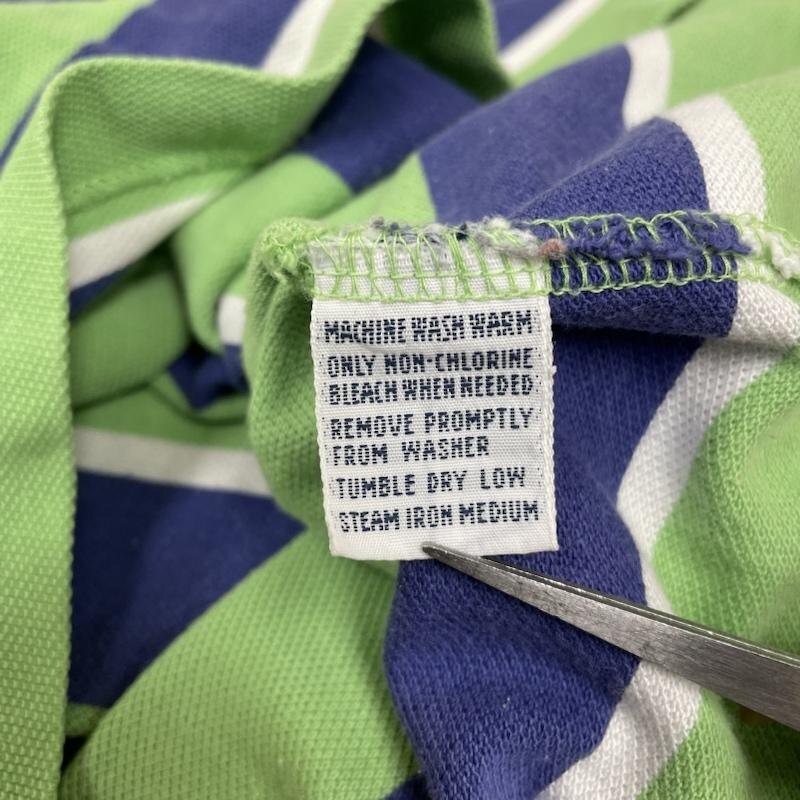 MACHINE WASH WARM
ONLY NON-CHLORINE
BLEACH WHEN NEEDED
REMOVE PROMPTLY
FROM WASHER
TUMBLE DRY LOW
STEAM IRON MEDIUM